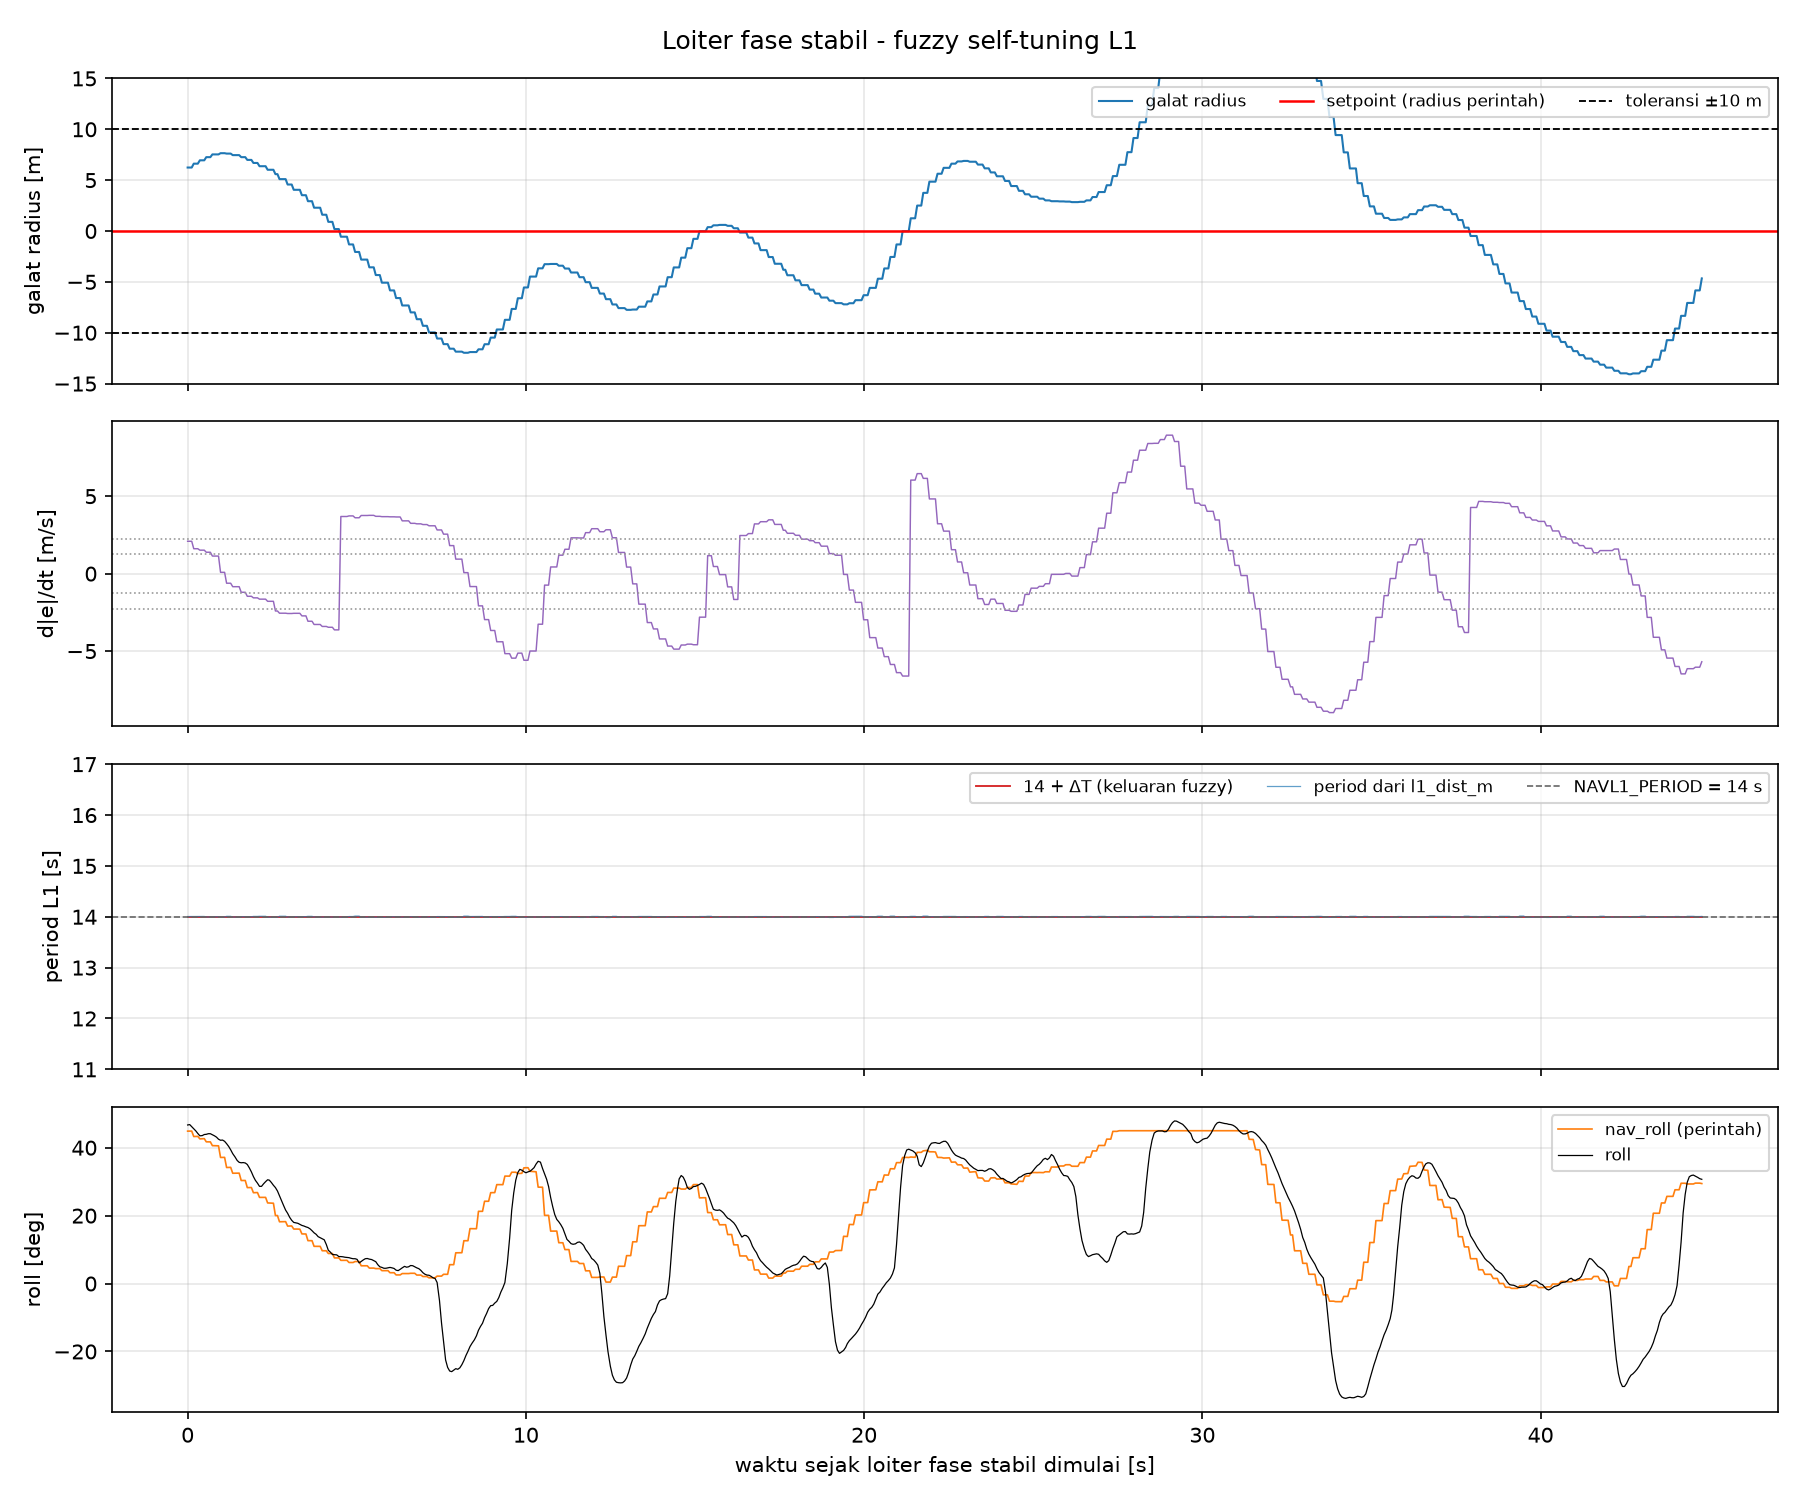 Loiter fase stabil - fuzzy self-tuning L1
galat radius [m]
15
10
5
0
−5
−10
−15
galat radius
setpoint (radius perintah)
toleransi ±10 m
d|e|/dt [m/s]
5
0
−5
period L1 [s]
17
16
15
14
13
12
11
14 + ΔT (keluaran fuzzy)
period dari l1_dist_m
NAVL1_PERIOD = 14 s
roll [deg]
40
20
0
−20
nav_roll (perintah)
roll
0
10
20
30
40
waktu sejak loiter fase stabil dimulai [s]